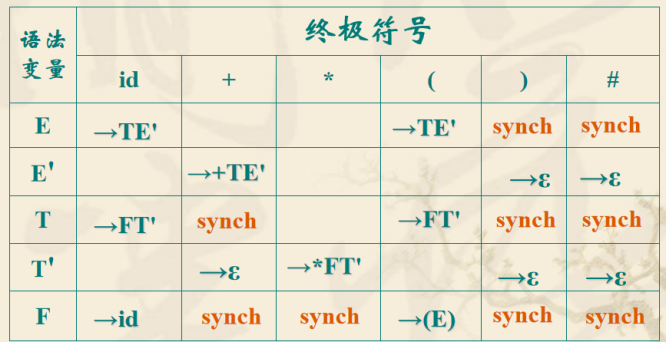 语法变量 终极符号
id + * ( ) #
E →TE' →TE' synch synch
E' →+TE' →ε →ε
T →FT' synch →FT' synch synch
T' →ε →*FT' →ε →ε
F →id synch synch →(E) synch synch